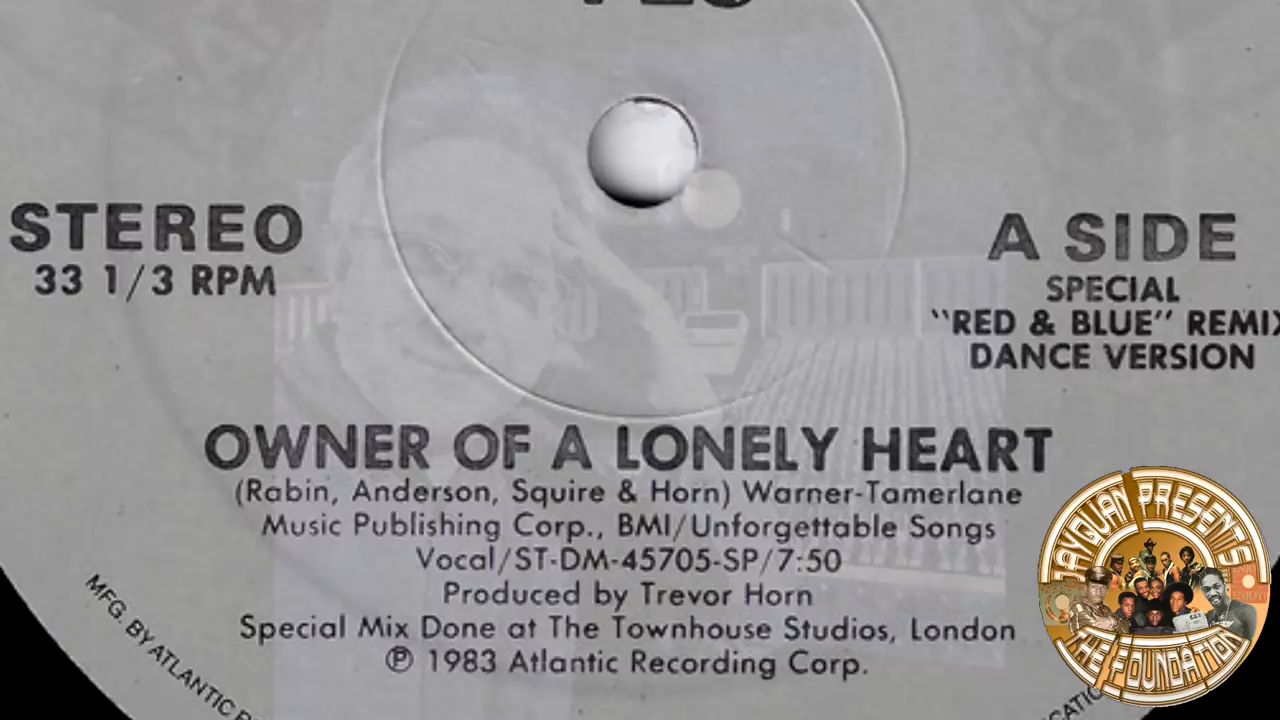 YES
STEREO
33 1/3 RPM
A SIDE
SPECIAL
"RED & BLUE" REMIX
DANCE VERSION
OWNER OF A LONELY HEART
(Rabin, Anderson, Squire & Horn) Warner-Tamerlane
Music Publishing Corp., BMI/Unforgettable Songs
Vocal/ST-DM-45705-SP/7:50
Produced by Trevor Horn
Special Mix Done at The Townhouse Studios, London
℗ 1983 Atlantic Recording Corp.
MFG. BY ATLANTIC
JAYQUAN PRESENTS
THE FOUNDATION
ENJOY!